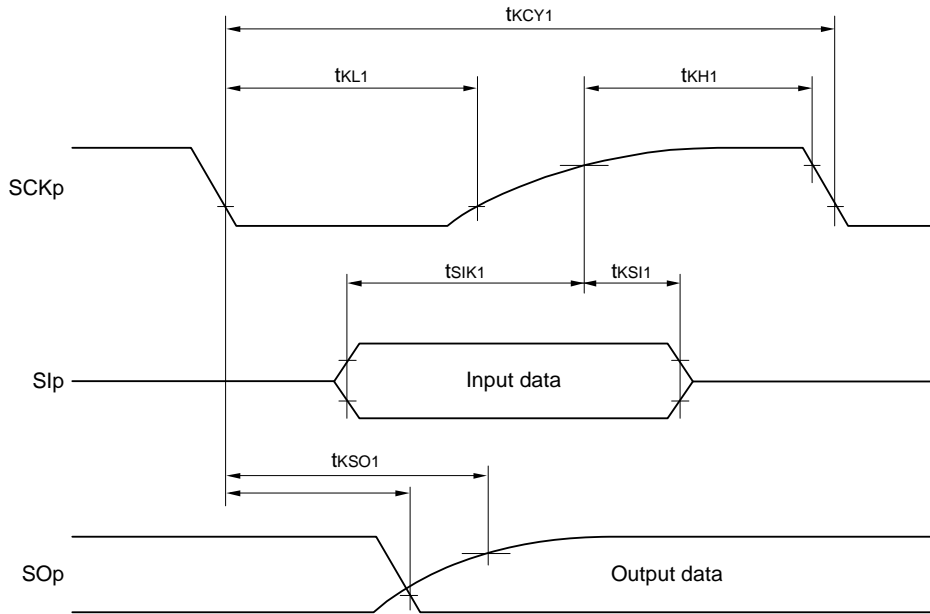 tKCY1
tKL1
tKH1
SCKp
tSIK1
tKSI1
SIp
Input data
tKSO1
SOp
Output data